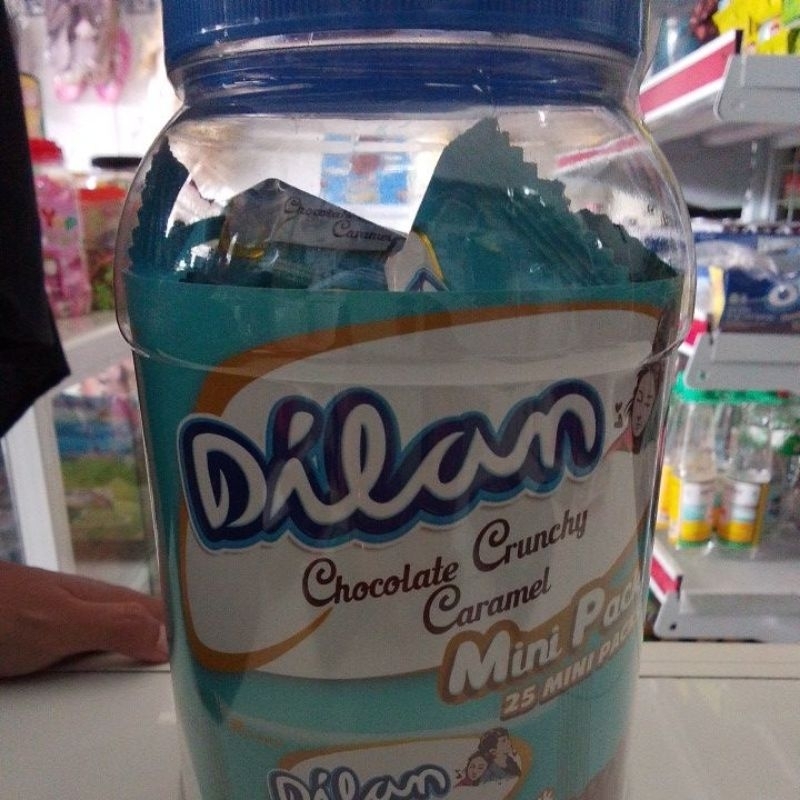 Chocolate
Caramel
Dilan
Chocolate Crunchy
Caramel
Mini Pack
25 MINI PACK
Dilan